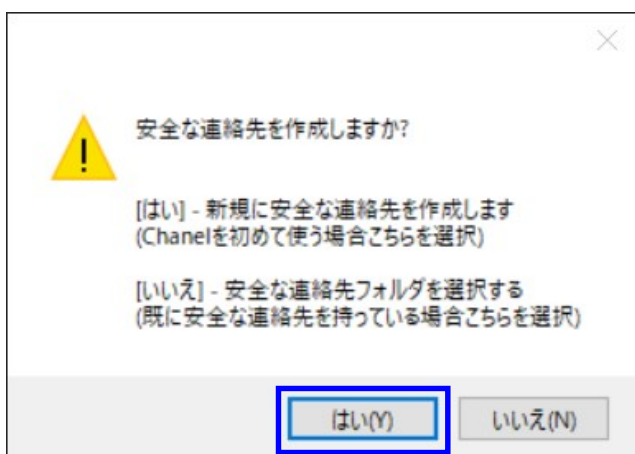 安全な連絡先を作成しますか?
[はい] - 新規に安全な連絡先を作成します
(Chanelを初めて使う場合こちらを選択)
[いいえ] - 安全な連絡先フォルダを選択する
(既に安全な連絡先を持っている場合こちらを選択)
はい(Y) いいえ(N)